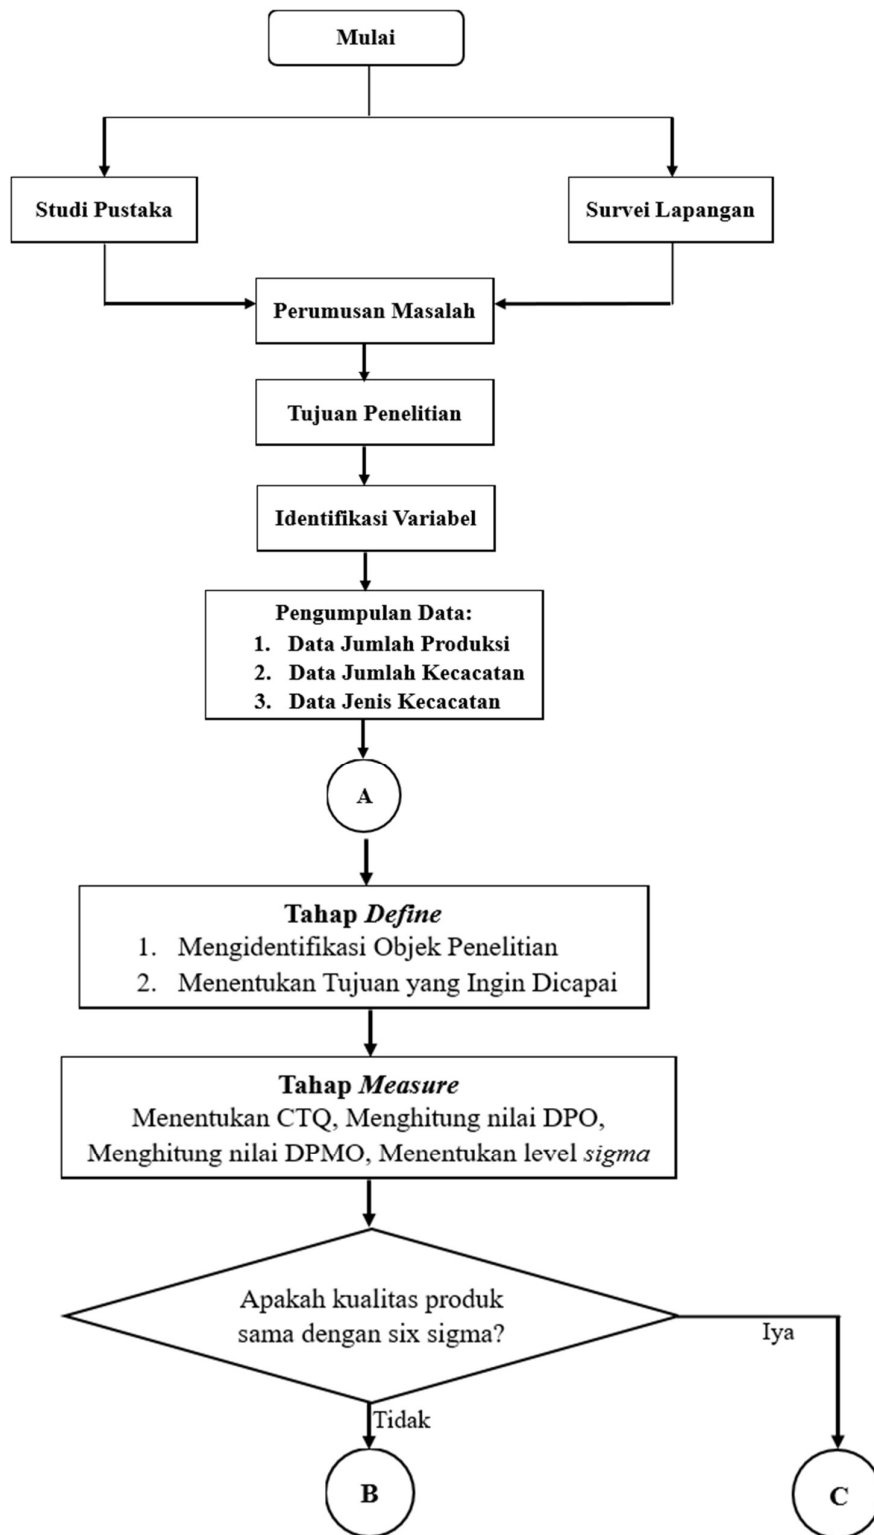 Mulai
Studi Pustaka
Survei Lapangan
Perumusan Masalah
Tujuan Penelitian
Identifikasi Variabel
Pengumpulan Data:
1. Data Jumlah Produksi
2. Data Jumlah Kecacatan
3. Data Jenis Kecacatan
A
Tahap Define
1. Mengidentifikasi Objek Penelitian
2. Menentukan Tujuan yang Ingin Dicapai
Tahap Measure
Menentukan CTQ, Menghitung nilai DPO,
Menghitung nilai DPMO, Menentukan level sigma
Apakah kualitas produk
sama dengan six sigma?
Iya
Tidak
B
C